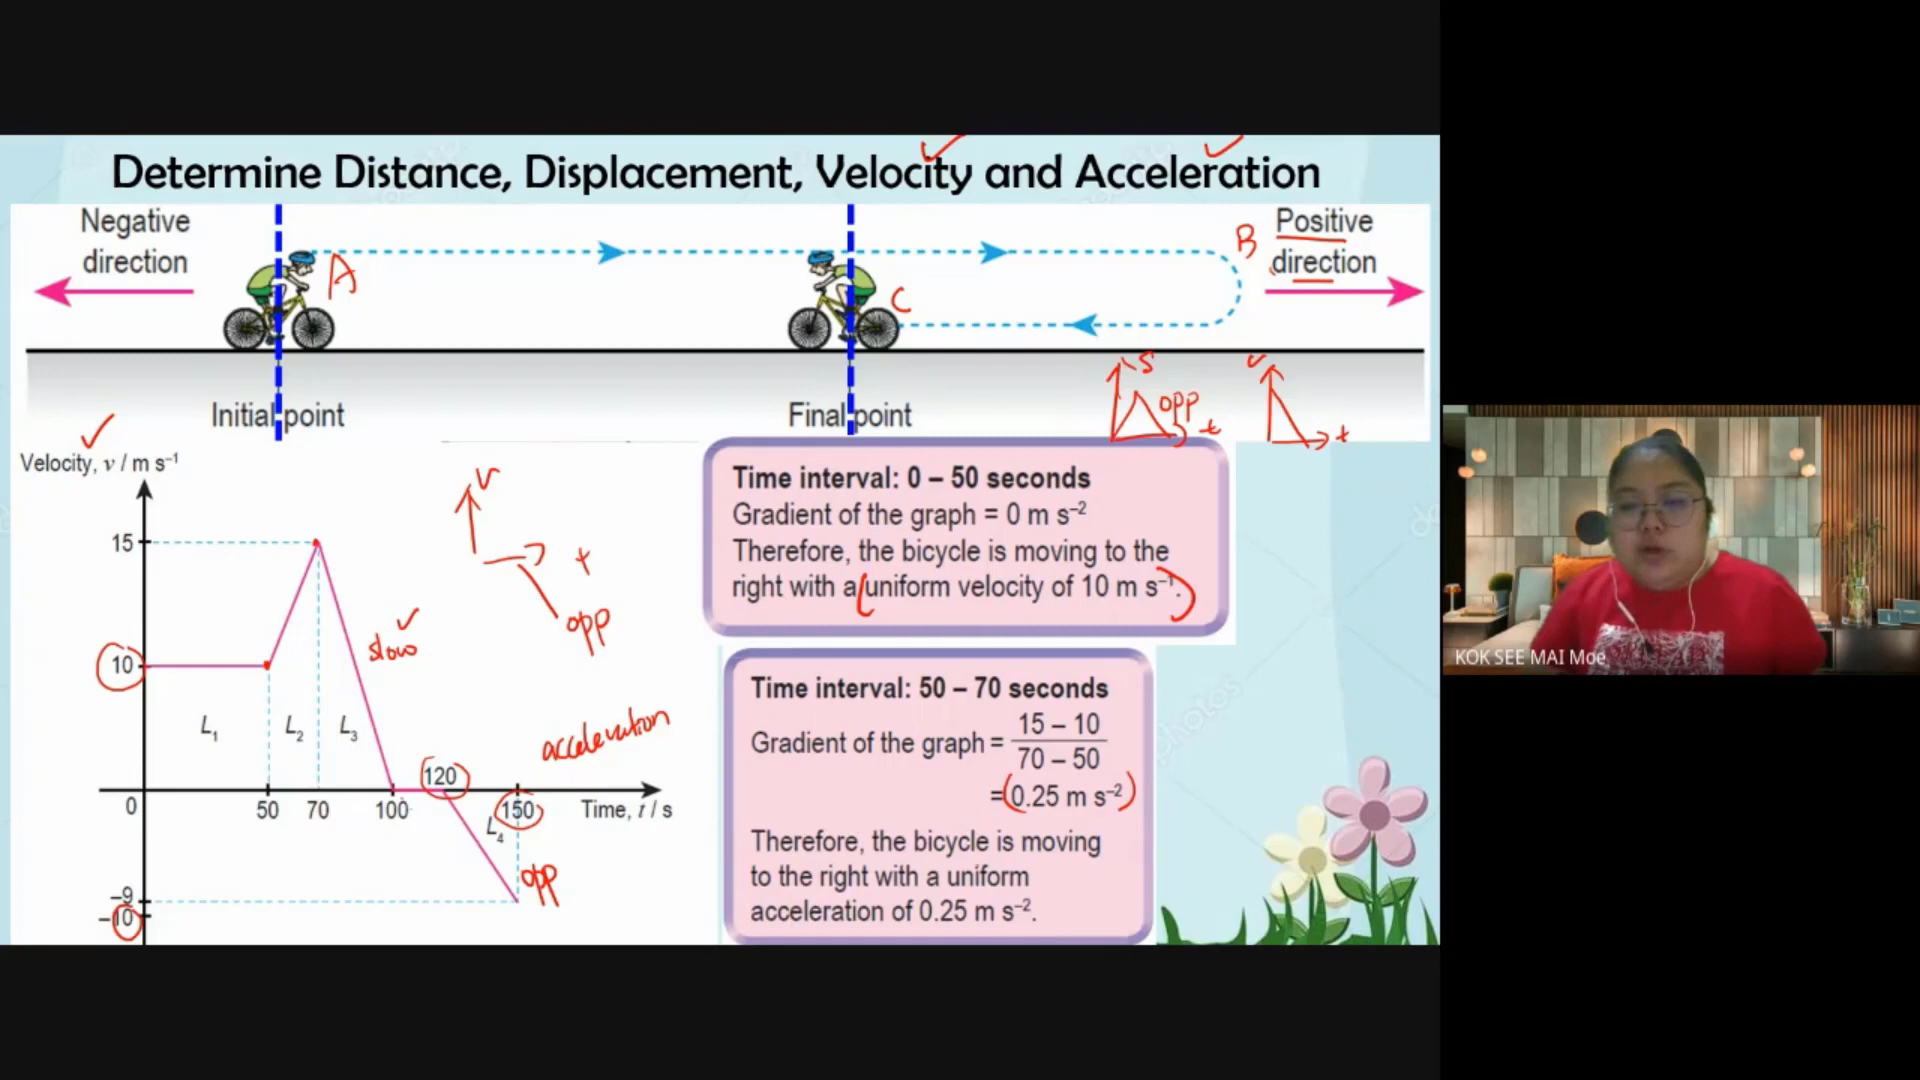 Determine Distance, Displacement, Velocity and Acceleration
Negative
direction
A
C
B
Positive
direction
Initial point
Final point
s
opp
t
v
t
Velocity, v / m s⁻¹
15
10
L₁
L₂
L₃
L₄
0
50
70
100
120
150
Time, t / s
–9
–10
v
t
opp
slow
acceleration
opp
Time interval: 0 – 50 seconds
Gradient of the graph = 0 m s⁻²
Therefore, the bicycle is moving to the
right with a uniform velocity of 10 m s⁻¹.
Time interval: 50 – 70 seconds
Gradient of the graph = 15 – 10 / 70 – 50
= 0.25 m s⁻²
Therefore, the bicycle is moving
to the right with a uniform
acceleration of 0.25 m s⁻².
KOK SEE MAI Moe